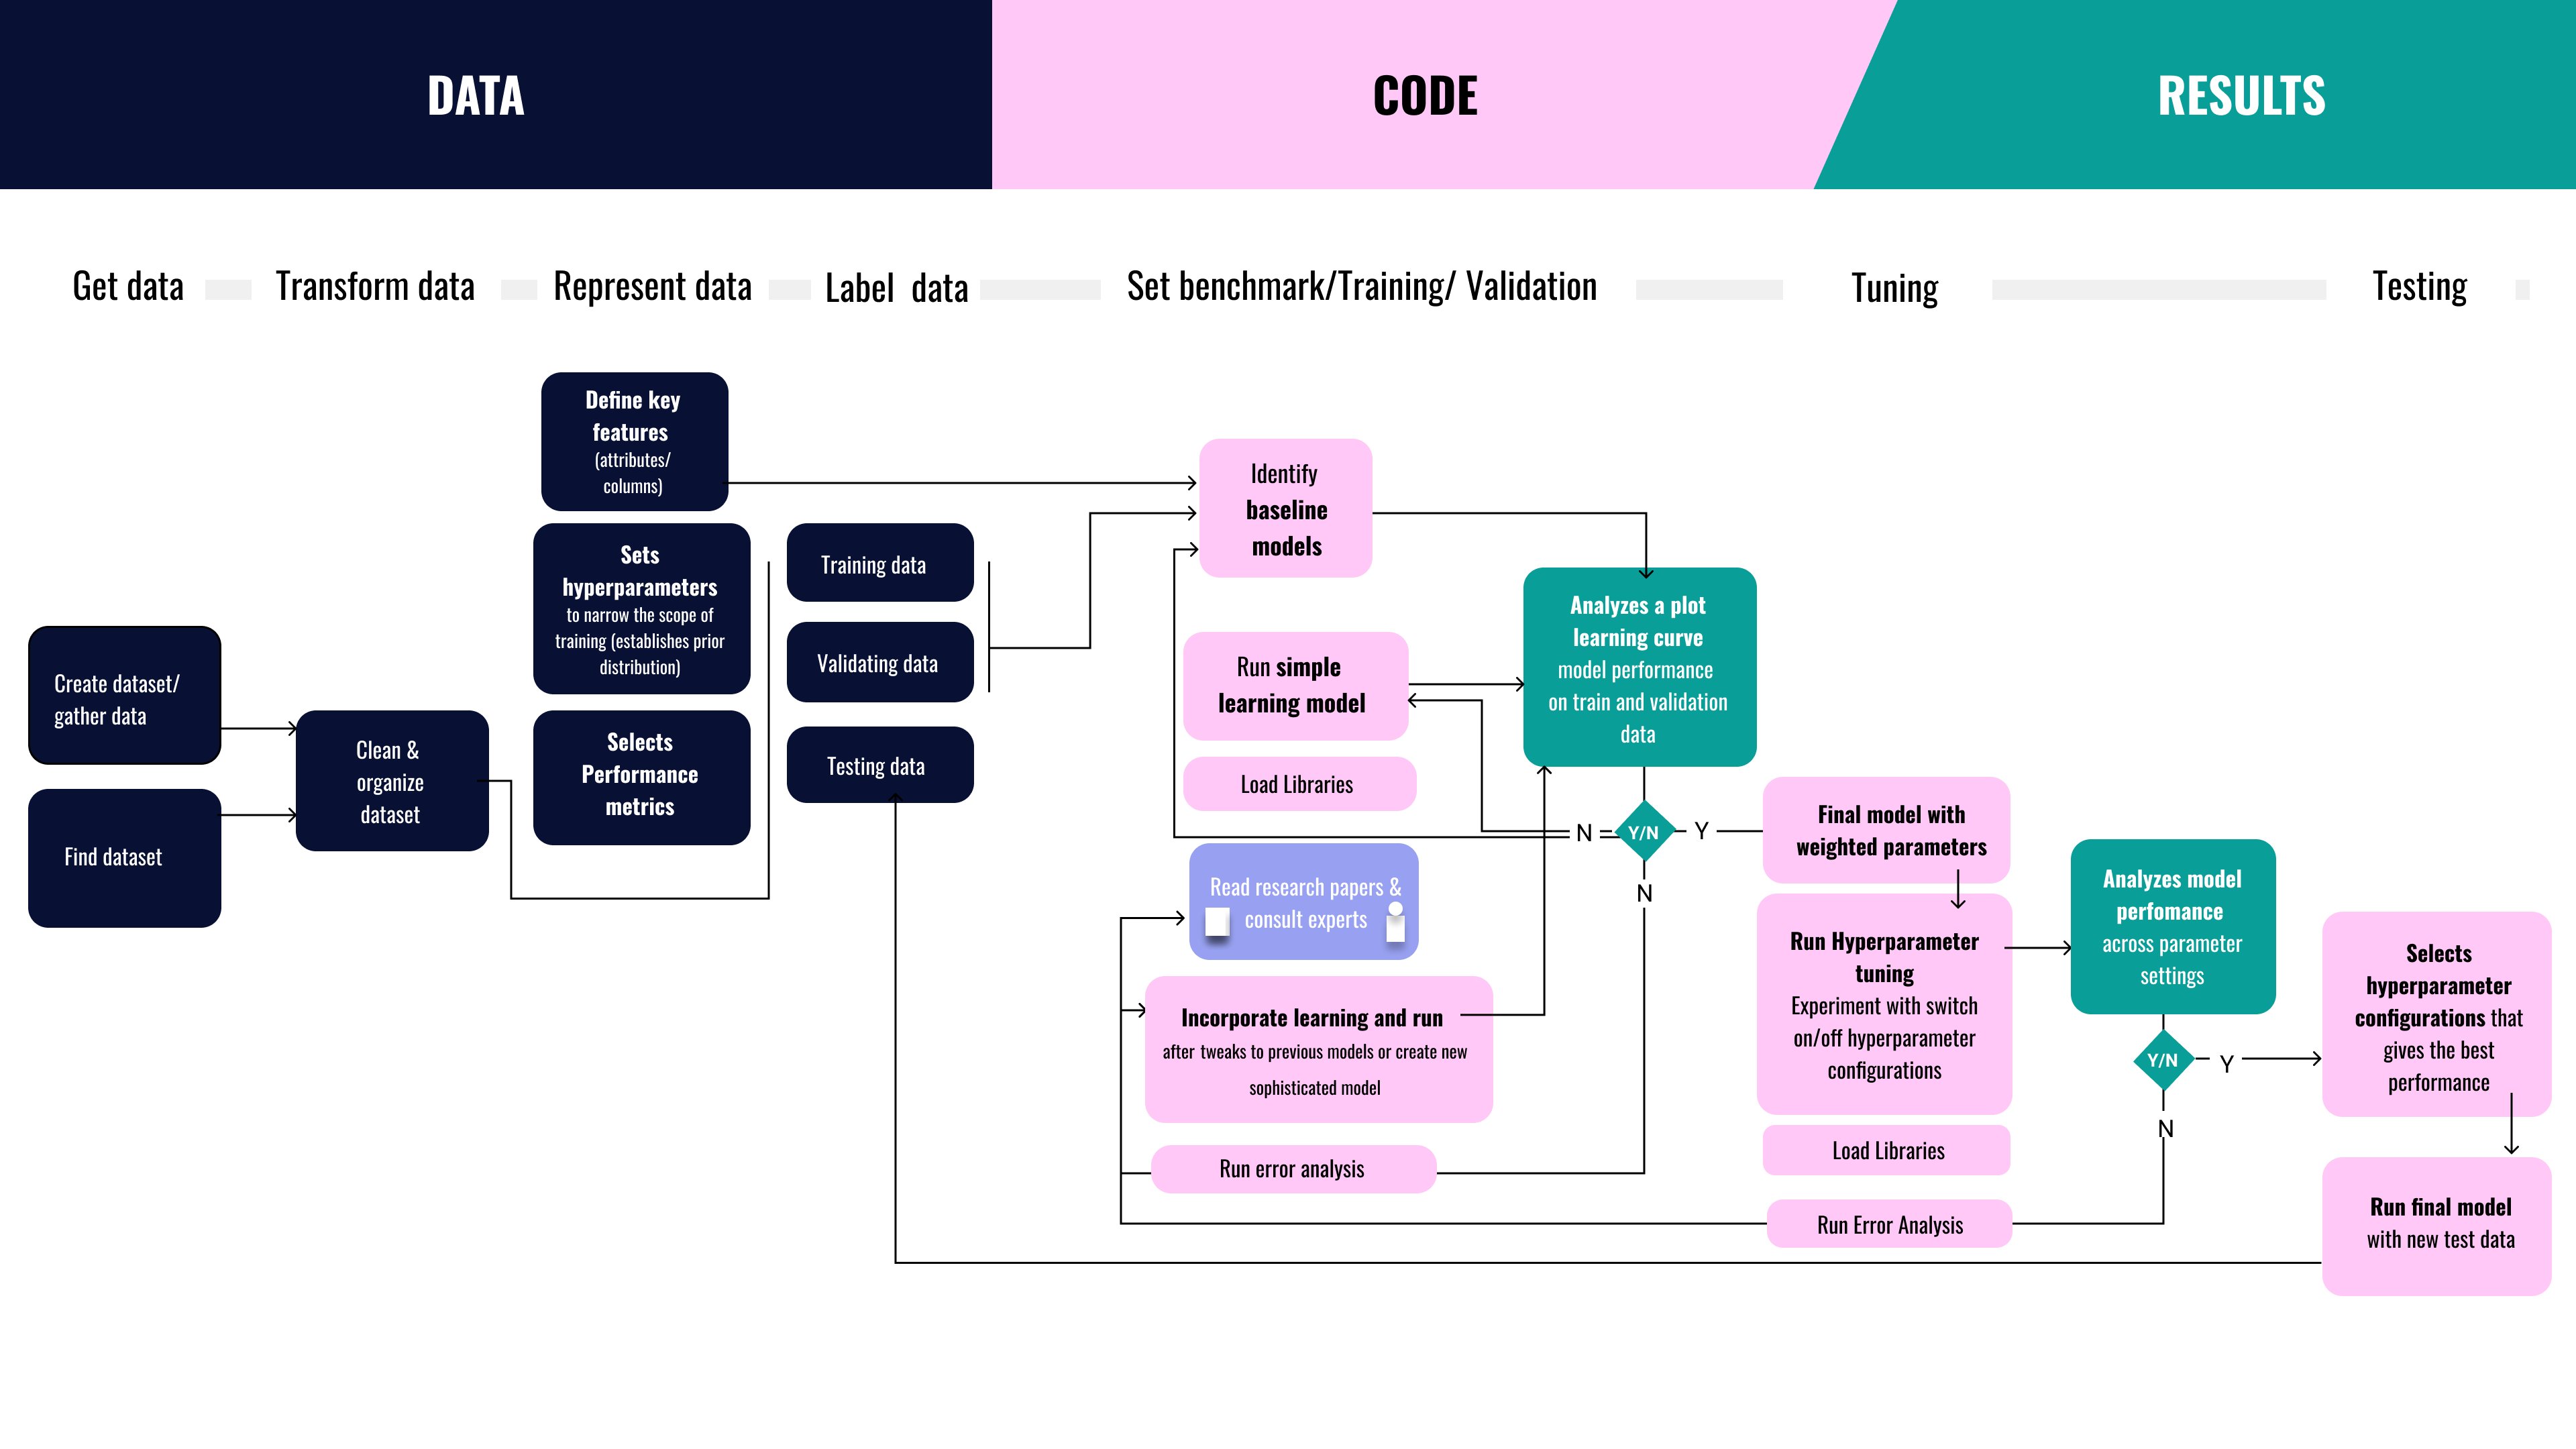 DATA
CODE
RESULTS
Get data
Transform data
Represent data
Label data
Set benchmark/Training/ Validation
Tuning
Testing
Define key
features
(attributes/
columns)
Sets
hyperparameters
to narrow the scope of
training (establishes prior
distribution)
Selects
Performance
metrics
Create dataset/
gather data
Find dataset
Clean &
organize
dataset
Training data
Validating data
Testing data
Identify
baseline
models
Run simple
learning model
Load Libraries
Analyzes a plot
learning curve
model performance
on train and validation
data
N
Y/N
Y
N
Read research papers &
consult experts
Incorporate learning and run
after tweaks to previous models or create new
sophisticated model
Run error analysis
Final model with
weighted parameters
Run Hyperparameter
tuning
Experiment with switch
on/off hyperparameter
configurations
Load Libraries
Run Error Analysis
Analyzes model
perfomance
across parameter
settings
Y/N
Y
N
Selects
hyperparameter
configurations that
gives the best
performance
Run final model
with new test data